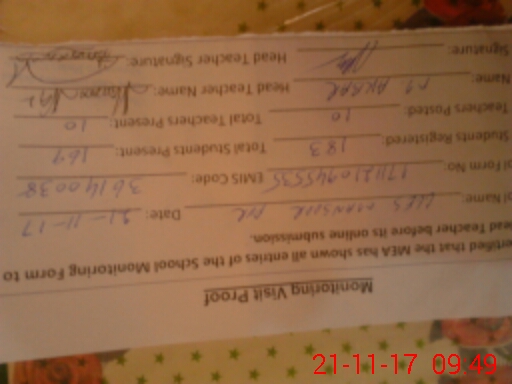 Monitoring Visit Proof
ertified that the MEA has shown all entries of the School Monitoring Form to
ead Teacher before its online submission.
ol Name: Date: 21-11-17
ol Form No: EMIS Code:
Students Registered: 183 Total Students Present: 169
Teachers Posted: 10 Total Teachers Present: 10
Name: M AKBAR Head Teacher Name:
Signature: Head Teacher Signature:
21-11-17 09.49